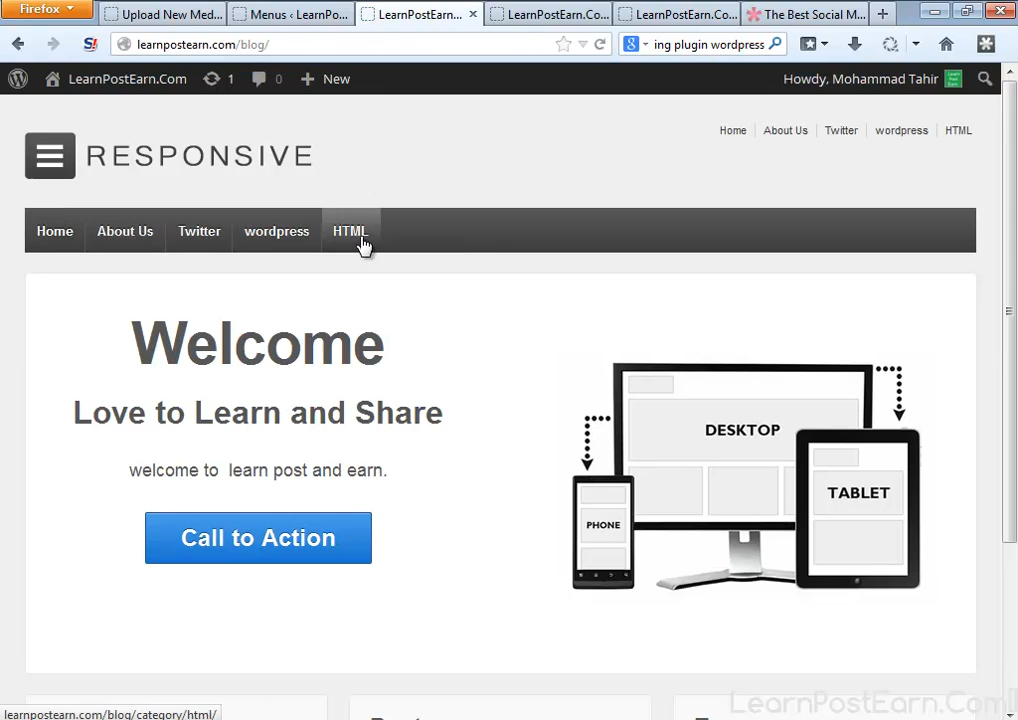 Firefox
Upload New Med...
Menus ‹ LearnPo...
LearnPostEarn....
LearnPostEarn.Co...
LearnPostEarn.Co...
The Best Social M...
learnpostearn.com/blog/
ing plugin wordpress
LearnPostEarn.Com
1
0
New
Howdy, Mohammad Tahir
Home
About Us
Twitter
wordpress
HTML
RESPONSIVE
Home
About Us
Twitter
wordpress
HTML
Welcome
Love to Learn and Share
welcome to learn post and earn.
Call to Action
DESKTOP
TABLET
PHONE
learnpostearn.com/blog/category/html/
LearnPostEarn.Com